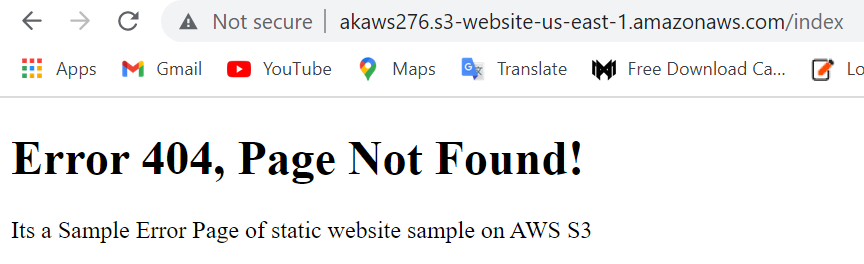 Not secure | akaws276.s3-website-us-east-1.amazonaws.com/index
Apps Gmail YouTube Maps Translate Free Download Ca... Lo
Error 404, Page Not Found!
Its a Sample Error Page of static website sample on AWS S3